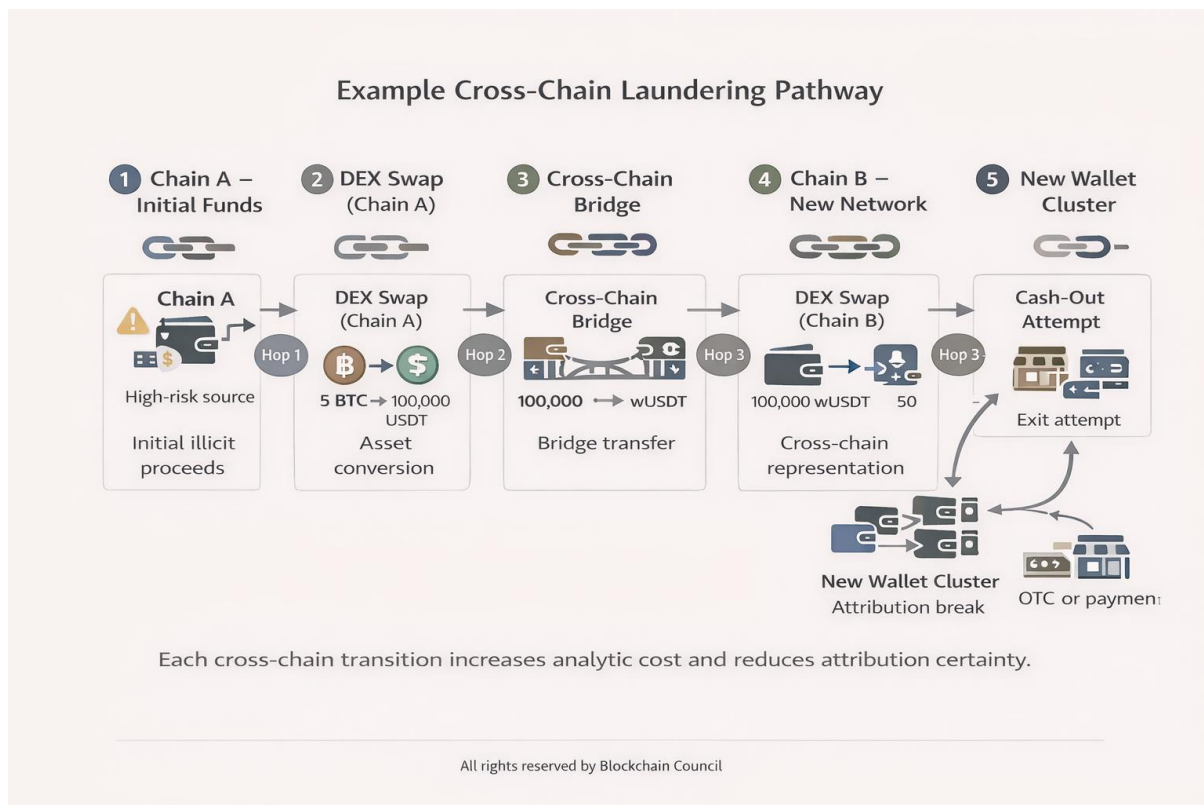 Example Cross-Chain Laundering Pathway
1 Chain A –
Initial Funds
2 DEX Swap
(Chain A)
3 Cross-Chain
Bridge
4 Chain B –
New Network
5 New Wallet
Cluster
Chain A
High-risk source
Initial illicit
proceeds
Hop 1
DEX Swap
(Chain A)
5 BTC → 100,000
USDT
Asset
conversion
Hop 2
Cross-Chain
Bridge
100,000 ↔ wUSDT
Bridge transfer
Hop 3
DEX Swap
(Chain B)
100,000 wUSDT 50
Cross-chain
representation
Hop 3
Cash-Out
Attempt
Exit attempt
New Wallet Cluster
Attribution break
OTC or
Each cross-chain transition increases analytic cost and reduces attribution certainty.
All rights reserved by Blockchain Council